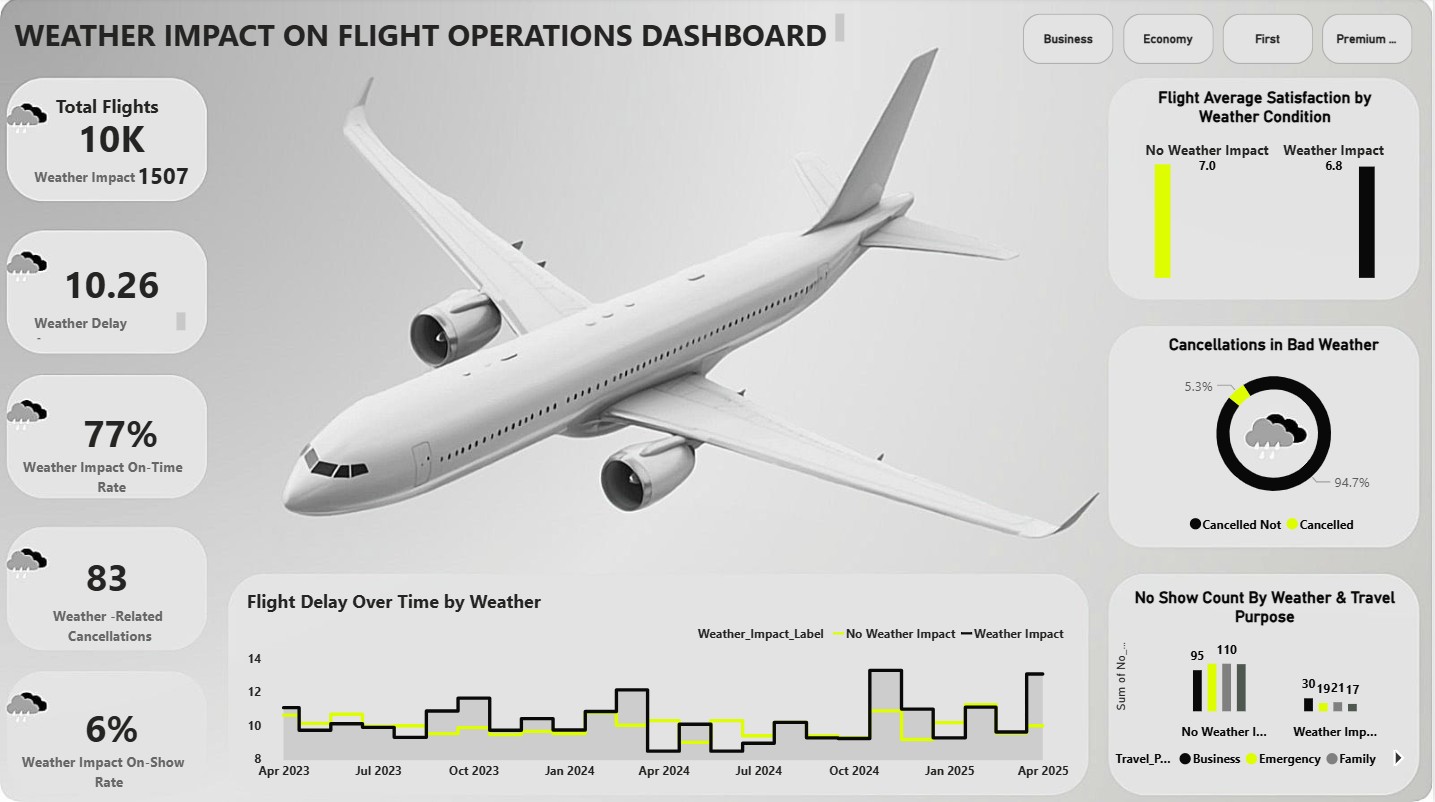 WEATHER IMPACT ON FLIGHT OPERATIONS DASHBOARD
Business
Economy
First
Premium ...
Total Flights
10K
Weather Impact 1507
10.26
Weather Delay
-
77%
Weather Impact On-Time
Rate
83
Weather -Related
Cancellations
6%
Weather Impact On-Show
Rate
Flight Delay Over Time by Weather
Weather_Impact_Label No Weather Impact Weather Impact
14
12
10
8
Apr 2023 Jul 2023 Oct 2023 Jan 2024 Apr 2024 Jul 2024 Oct 2024 Jan 2025 Apr 2025
Flight Average Satisfaction by
Weather Condition
No Weather Impact Weather Impact
7.0 6.8
Cancellations in Bad Weather
5.3%
94.7%
Cancelled Not Cancelled
No Show Count By Weather & Travel
Purpose
Sum of No_...
95 110
30 19 21 17
No Weather I... Weather Imp...
Travel_P... Business Emergency Family